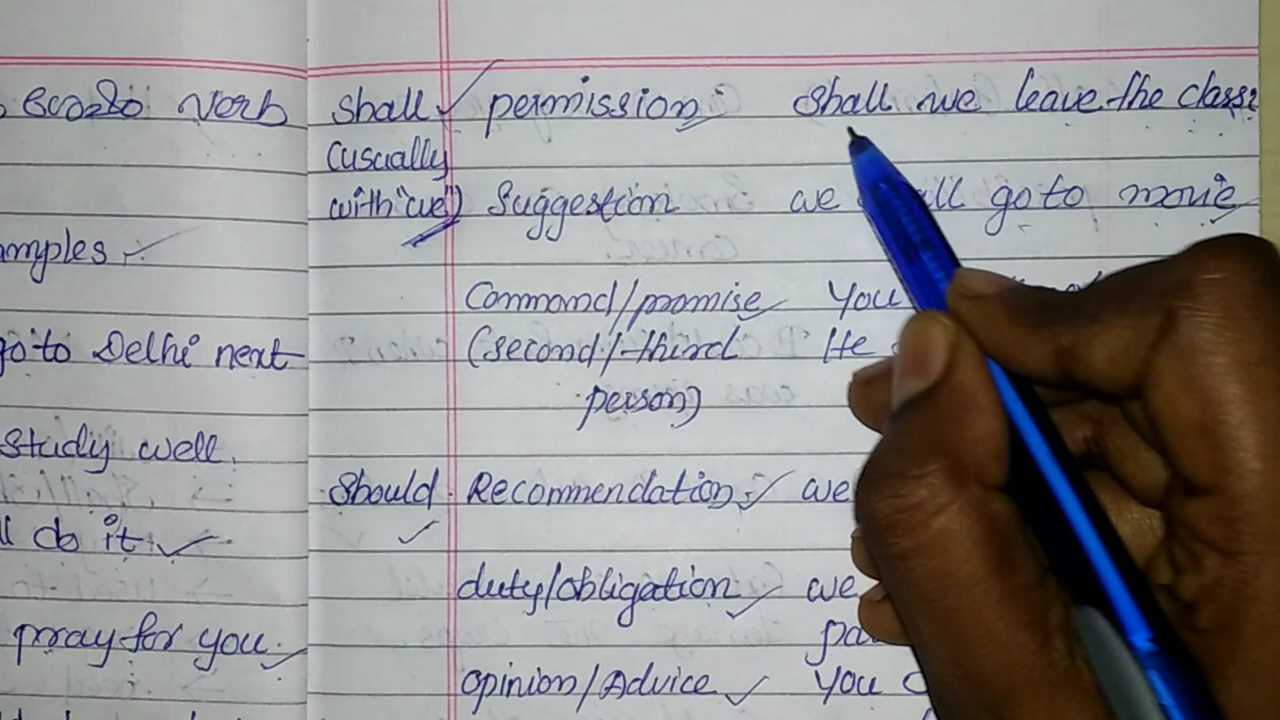 verb
shall permission:- shall we leave the class?
(usually
with "we") Suggestion we go to movie
examples
Command/promise You
go to Delhi next (second/third He
person)
study well.
should Recommendation:- we
do it.
duty/obligation we
pray for you.
opinion/Advice You